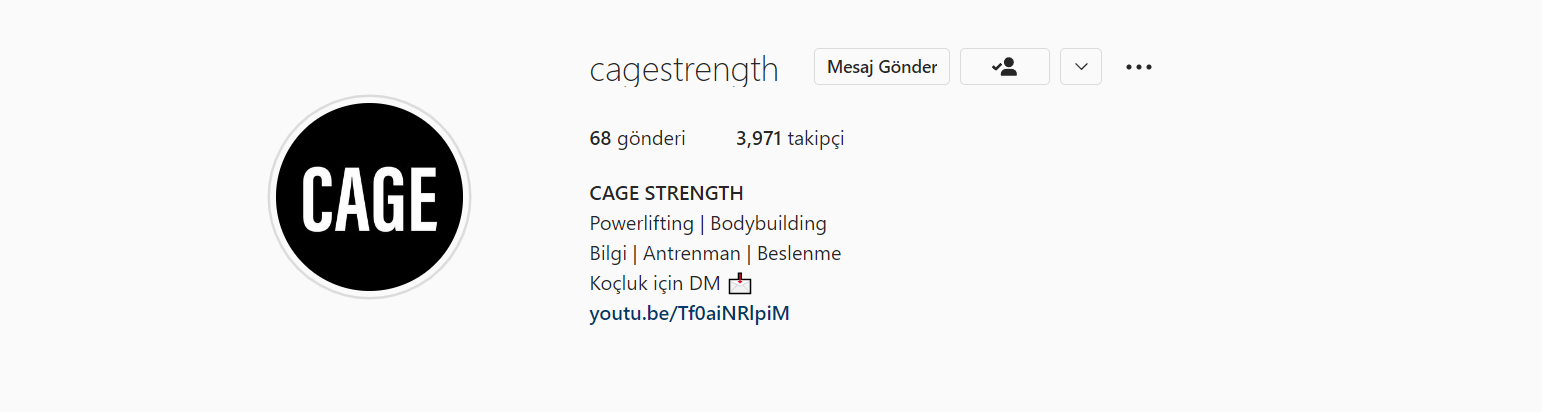 cagestrength Mesaj Gönder
CAGE
68 gönderi 3,971 takipçi
CAGE STRENGTH
Powerlifting | Bodybuilding
Bilgi | Antrenman | Beslenme
Koçluk için DM 📩
youtu.be/Tf0aiNRlpiM